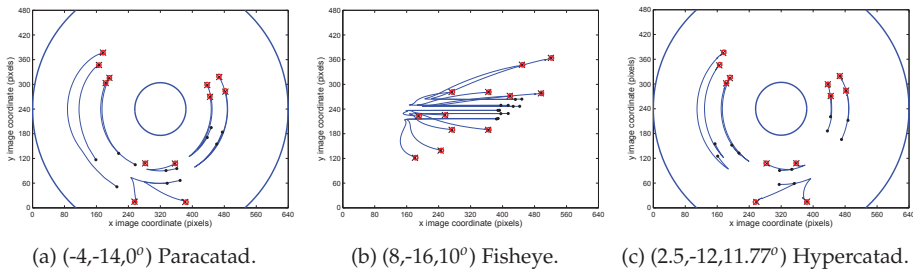 480
420
360
300
240
180
120
60
0
y image coordinate (pixels)
0 80 160 240 320 400 480 560 640
x image coordinate (pixels)
(a) (-4,-14,0º) Paracatad.
480
420
360
300
240
180
120
60
0
y image coordinate (pixels)
0 80 160 240 320 400 480 560 640
x image coordinate (pixels)
(b) (8,-16,10º) Fisheye.
480
420
360
300
240
180
120
60
0
y image coordinate (pixels)
0 80 160 240 320 400 480 560 640
x image coordinate (pixels)
(c) (2.5,-12,11.77º) Hypercatad.